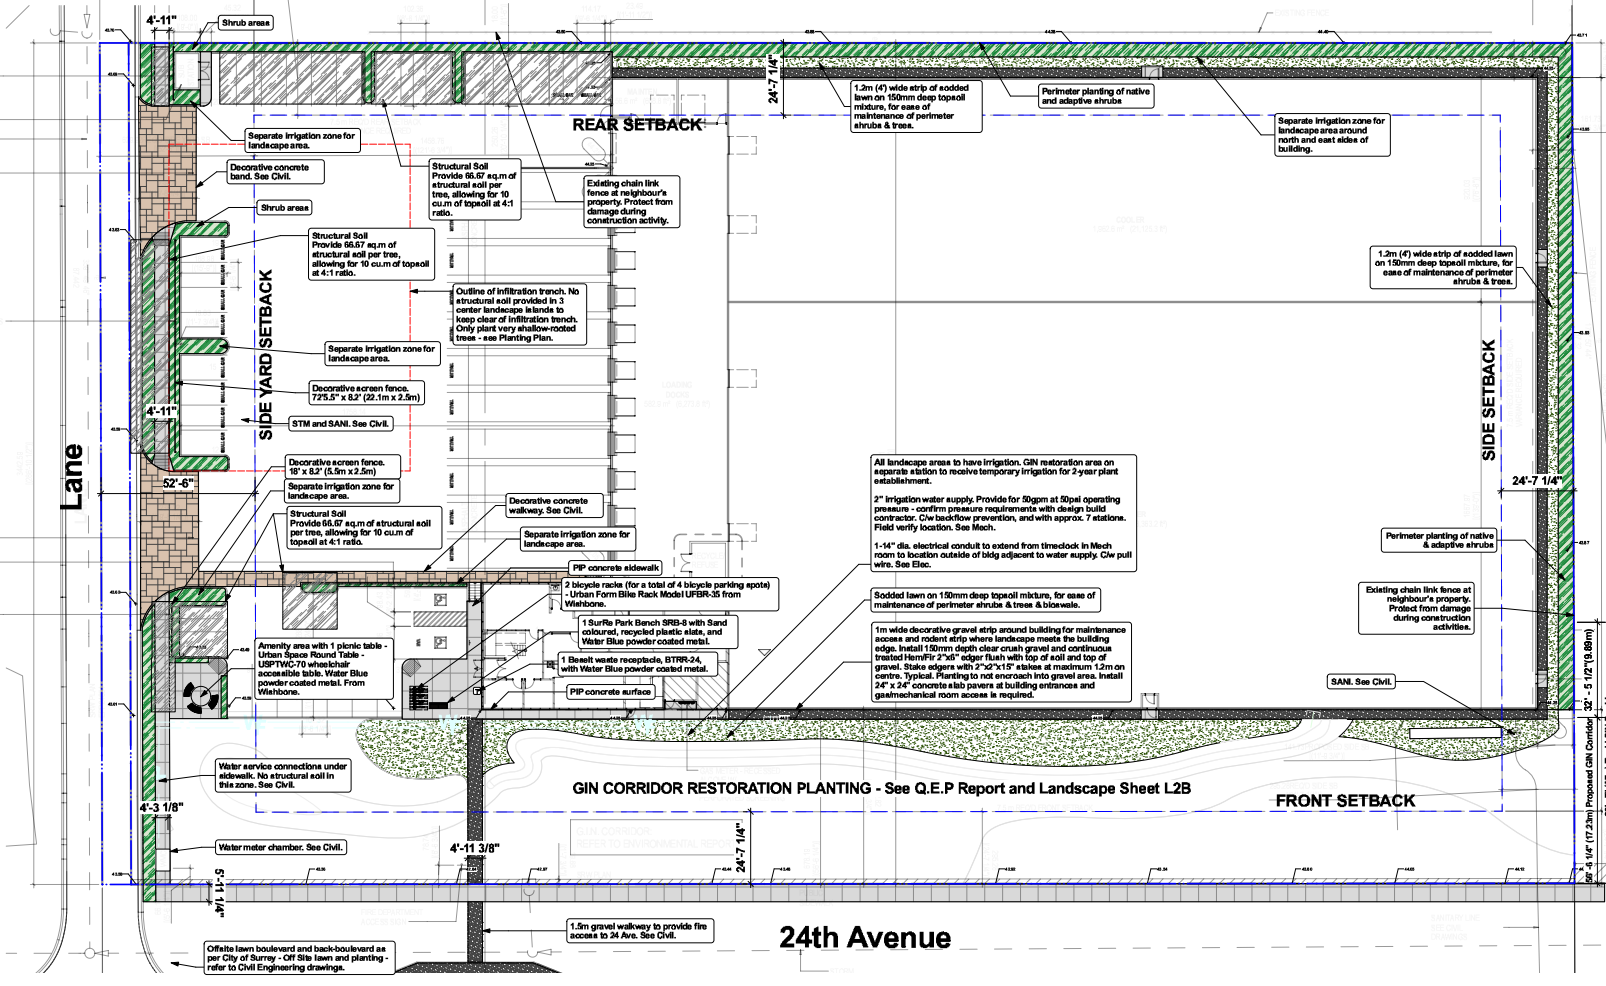 4'-11"
Shrub areas
24'-7 1/4"
REAR SETBACK
1.2m (4') wide strip of sodded
lawn on 150mm deep topsoil
mixture, for ease of
maintenance of perimeter
shrubs & trees.
Perimeter planting of native
and adaptive shrubs
Separate irrigation zone for
landscape area around
north and east sides of
building.
Separate irrigation zone for
landscape area.
Decorative concrete
band. See Civil.
Structural Soil
Provide 66.67 sq.m of
structural soil per
tree, allowing for 10
cu.m of topsoil at 4:1
ratio.
Existing chain link
fence at neighbour's
property. Protect from
damage during
construction activity.
Shrub areas
Structural Soil
Provide 66.67 sq.m of
structural soil per tree,
allowing for 10 cu.m of topsoil
at 4:1 ratio.
1.2m (4') wide strip of sodded lawn
on 150mm deep topsoil mixture, for
ease of maintenance of perimeter
shrubs & trees.
SIDE YARD SETBACK
Outline of infiltration trench. No
structural soil provided in 3
center landscape islands to
keep clear of infiltration trench.
Only plant very shallow-rooted
trees - see Planting Plan.
Separate irrigation zone for
landscape area.
SIDE SETBACK
Decorative screen fence.
72'5.5" x 8.2' (22.1m x 2.5m)
4'-11"
STM and SANI. See Civil.
Lane
Decorative screen fence.
18' x 8.2' (5.5m x 2.5m)
52'-6"
Separate irrigation zone for
landscape area.
24'-7 1/4"
All landscape areas to have irrigation. GIN restoration area on
separate station to receive temporary irrigation for 2-year plant
establishment.
2" irrigation water supply. Provide for 50gpm at 50psi operating
pressure - confirm pressure requirements with design build
contractor. C/w backflow prevention, and with approx. 7 stations.
Field verify location. See Mech.
1-14" dia. electrical conduit to extend from timeclock in Mech
room to location outside of bldg adjacent to water supply. C/w pull
wire. See Elec.
Decorative concrete
walkway. See Civil.
Structural Soil
Provide 66.67 sq.m of structural soil
per tree, allowing for 10 cu.m of
topsoil at 4:1 ratio.
Separate irrigation zone for
landscape area.
Perimeter planting of native
& adaptive shrubs
PIP concrete sidewalk
2 bicycle racks (for a total of 4 bicycle parking spots)
- Urban Form Bike Rack Model UFBR-35 from
Wishbone.
Sodded lawn on 150mm deep topsoil mixture, for ease of
maintenance of perimeter shrubs & trees & bioswale.
Existing chain link fence at
neighbour's property.
Protect from damage
during construction
activities.
1 SurRe Park Bench SRB-8 with Sand
coloured, recycled plastic slats, and
Water Blue powder coated metal.
1m wide decorative gravel strip around building for maintenance
access and rodent strip where landscape meets the building
edge. Install 150mm depth clear crush gravel and continuous
treated Hem/Fir 2"x6" edger flush with top of soil and top of
gravel. Stake edgers with 2"x2"x15" stakes at maximum 1.2m on
centre. Typical. Planting to not encroach into gravel area. Install
24" x 24" concrete slab pavers at building entrances and
gas/mechanical room access is required.
Amenity area with 1 picnic table -
Urban Space Round Table -
USPTWC-70 wheelchair
accessible table. Water Blue
powder coated metal. From
Wishbone.
1 Beselt waste receptacle, BTRR-24,
with Water Blue powder coated metal.
PIP concrete surface
SANI. See Civil.
32' - 5 1/2"(9.89m)
Water service connections under
sidewalk. No structural soil in
this zone. See Civil.
GIN CORRIDOR RESTORATION PLANTING - See Q.E.P Report and Landscape Sheet L2B
FRONT SETBACK
4'-3 1/8"
56'-6 1/4" (17.23m) Proposed GIN Corridor
Water meter chamber. See Civil.
4'-11 3/8"
24'-7 1/4"
G.I.N. CORRIDOR
REFER TO ENVIRONMENTAL REPORT
5'-11 1/4"
1.5m gravel walkway to provide fire
access to 24 Ave. See Civil.
24th Avenue
Offsite lawn boulevard and back-boulevard as
per City of Surrey - Off Site lawn and planting -
refer to Civil Engineering drawings.